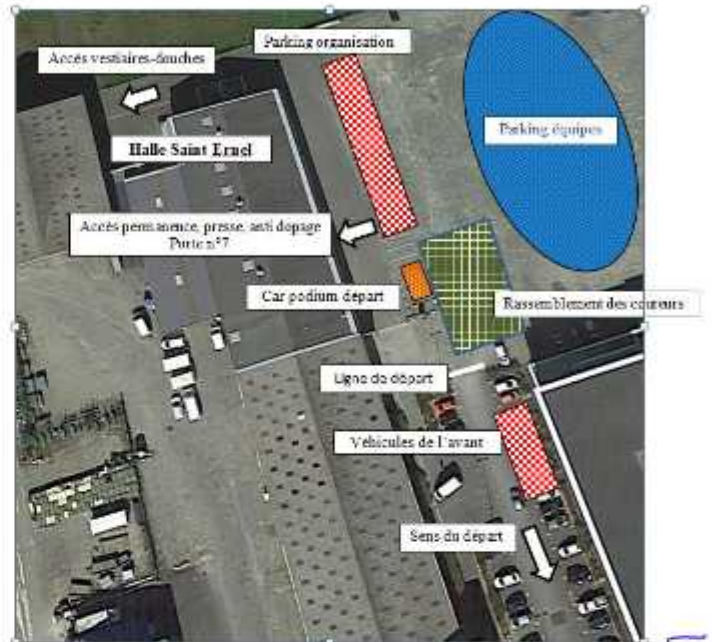 Parking organisation
Accès vestiaires-douches
Parking équipes
Halle Saint Ernel
Accès permanence, presse, anti dopage
Porte n°7
Car podium départ
Rassemblement des coureurs
Ligne de départ
Véhicules de l'avant
Sens du départ